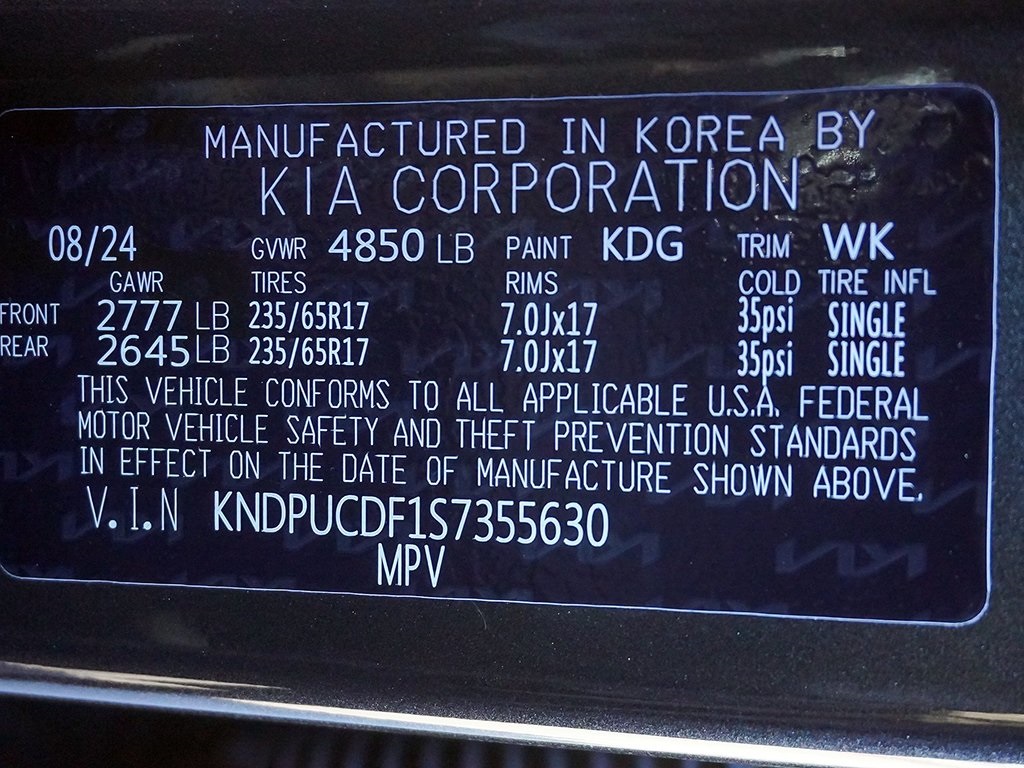 MANUFACTURED IN KOREA BY
KIA CORPORATION
08/24 GVWR 4850 LB PAINT KDG TRIM WK
GAWR TIRES RIMS COLD TIRE INFL
FRONT 2777 LB 235/65R17 7.0Jx17 35psi SINGLE
REAR 2645 LB 235/65R17 7.0Jx17 35psi SINGLE
THIS VEHICLE CONFORMS TO ALL APPLICABLE U.S.A. FEDERAL
MOTOR VEHICLE SAFETY AND THEFT PREVENTION STANDARDS
IN EFFECT ON THE DATE OF MANUFACTURE SHOWN ABOVE.
V.I.N KNDPUCDF1S7355630
MPV